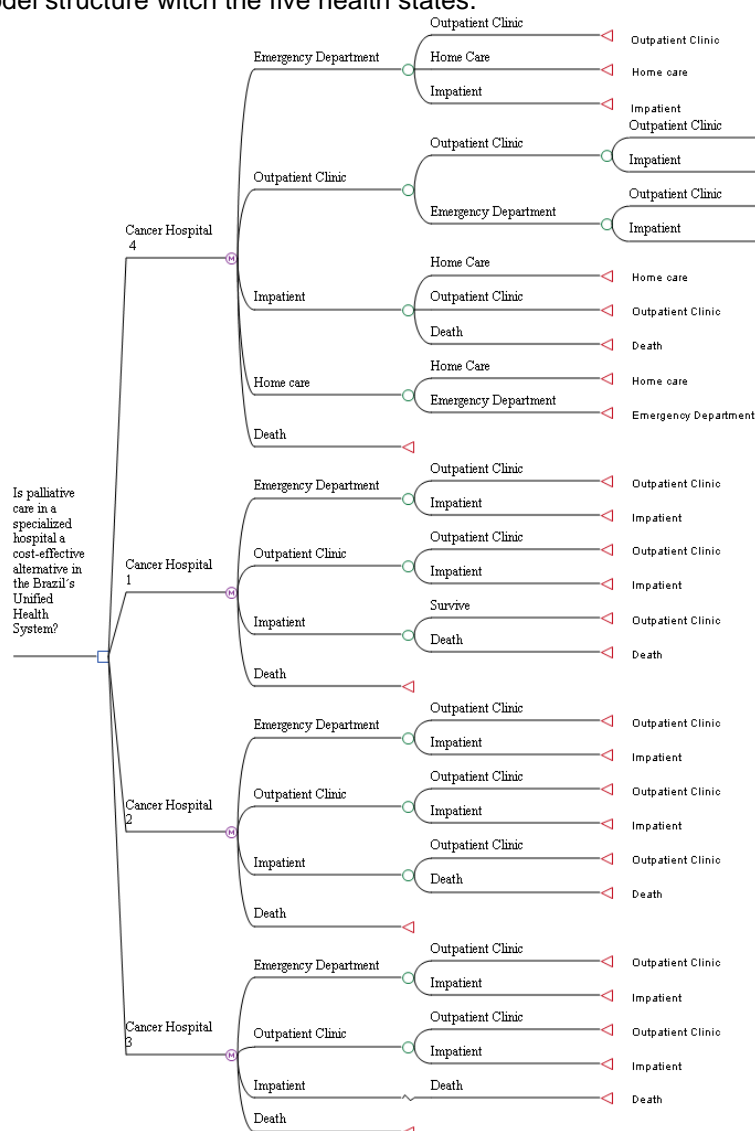 odel structure witch the five health states.
Outpatient Clinic
Outpatient Clinic
Emergency Department
Home Care
Home care
Impatient
Impatient
Outpatient Clinic
Outpatient Clinic
Impatient
Outpatient Clinic
Outpatient Clinic
Emergency Department
Impatient
Cancer Hospital
4
M
Home Care
Home care
Impatient
Outpatient Clinic
Outpatient Clinic
Death
Death
Home Care
Home care
Home care
Emergency Department
Emergency Department
Death
Is palliative
care in a
specialized
hospital a
cost-effective
alternative in
the Brazil´s
Unified
Health
System?
Cancer Hospital
1
M
Emergency Department
Outpatient Clinic
Outpatient Clinic
Impatient
Impatient
Outpatient Clinic
Outpatient Clinic
Outpatient Clinic
Impatient
Impatient
Impatient
Survive
Outpatient Clinic
Death
Death
Death
Cancer Hospital
2
M
Emergency Department
Outpatient Clinic
Outpatient Clinic
Impatient
Impatient
Outpatient Clinic
Outpatient Clinic
Outpatient Clinic
Impatient
Impatient
Impatient
Outpatient Clinic
Outpatient Clinic
Death
Death
Death
Cancer Hospital
3
M
Emergency Department
Outpatient Clinic
Outpatient Clinic
Impatient
Impatient
Outpatient Clinic
Outpatient Clinic
Outpatient Clinic
Impatient
Impatient
Impatient
Death
Death
Death